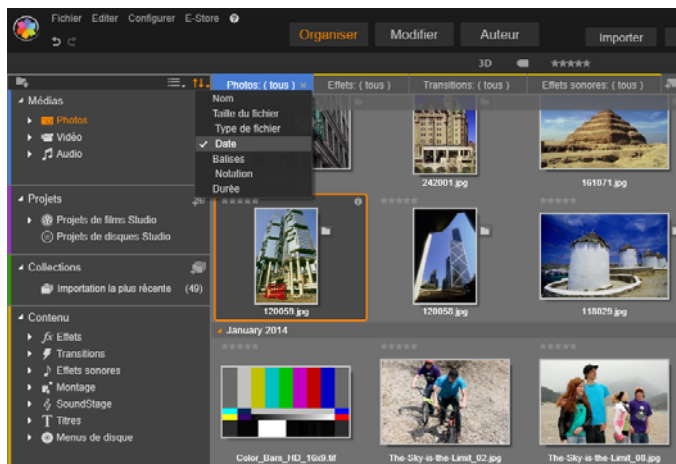 Fichier Editer Configurer E-Store
Organiser Modifier Auteur Importer
3D
Photos: ( tous ) × Effets: ( tous ) Transitions: ( tous ) Effets sonores: ( tous )
Médias
Photos
Vidéo
Audio
Nom
Taille du fichier
Type de fichier
Date
Balises
Notation
Durée
242001.jpg 161071.jpg
Projets
Projets de films Studio
Projets de disques Studio
Collections
Importation la plus récente (49)
120059.jpg 120058.jpg 118029.jpg
Contenu
Effets
Transitions
Effets sonores
Montage
SoundStage
Titres
Menus de disque
January 2014
Color_Bars_HD_16x9.tif The-Sky-is-the-Limit_02.jpg The-Sky-is-the-Limit_08.jpg